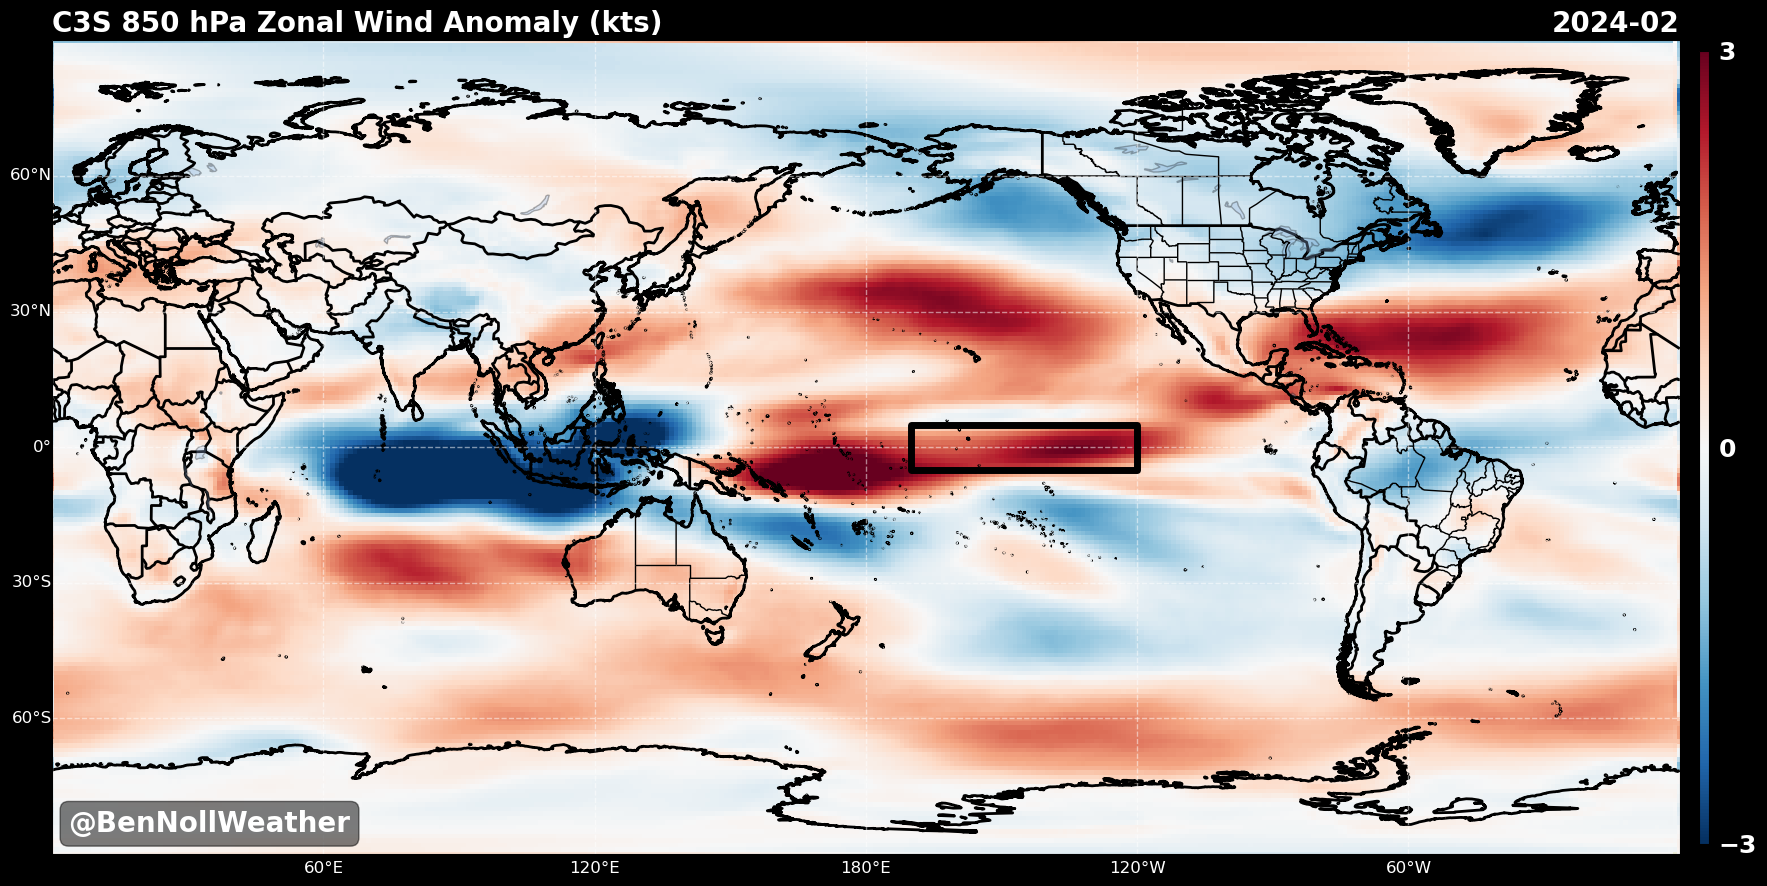 C3S 850 hPa Zonal Wind Anomaly (kts)
2024-02
3
60°N
30°N
0°
0
30°S
60°S
@BenNollWeather
−3
60°E
120°E
180°E
120°W
60°W